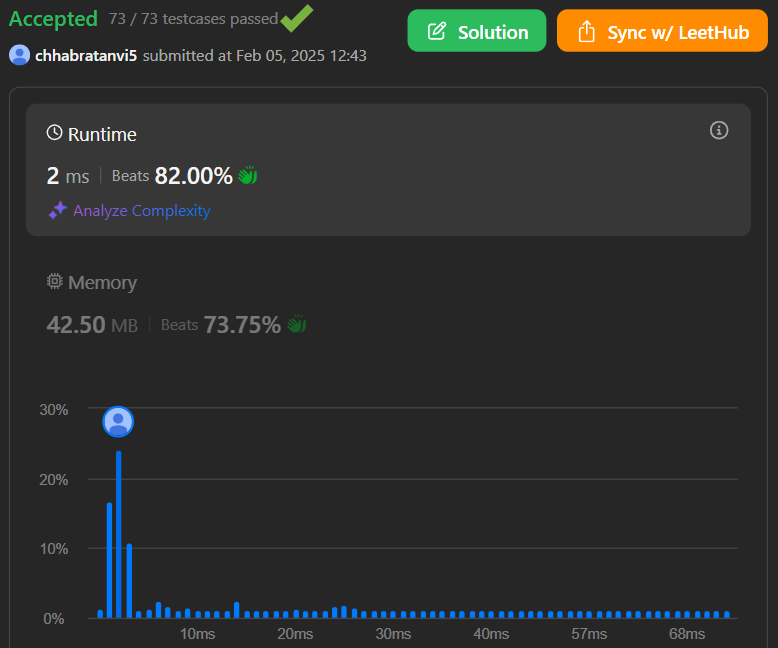 Accepted 73 / 73 testcases passed
Solution
Sync w/ LeetHub
chhabratanvi5 submitted at Feb 05, 2025 12:43
Runtime
2 ms | Beats 82.00%
Analyze Complexity
Memory
42.50 MB | Beats 73.75%
30%
20%
10%
0%
10ms 20ms 30ms 40ms 57ms 68ms